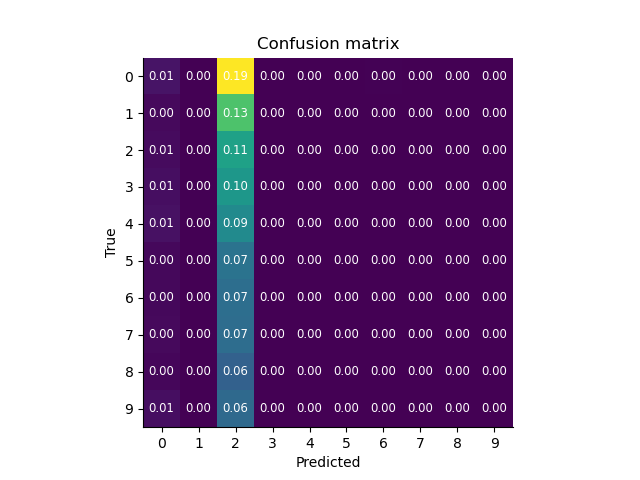 Confusion matrix
0 0.01 0.00 0.19 0.00 0.00 0.00 0.00 0.00 0.00 0.00
1 0.00 0.00 0.13 0.00 0.00 0.00 0.00 0.00 0.00 0.00
2 0.01 0.00 0.11 0.00 0.00 0.00 0.00 0.00 0.00 0.00
3 0.01 0.00 0.10 0.00 0.00 0.00 0.00 0.00 0.00 0.00
4 0.01 0.00 0.09 0.00 0.00 0.00 0.00 0.00 0.00 0.00
True
5 0.00 0.00 0.07 0.00 0.00 0.00 0.00 0.00 0.00 0.00
6 0.00 0.00 0.07 0.00 0.00 0.00 0.00 0.00 0.00 0.00
7 0.00 0.00 0.07 0.00 0.00 0.00 0.00 0.00 0.00 0.00
8 0.00 0.00 0.06 0.00 0.00 0.00 0.00 0.00 0.00 0.00
9 0.01 0.00 0.06 0.00 0.00 0.00 0.00 0.00 0.00 0.00
0 1 2 3 4 5 6 7 8 9
Predicted